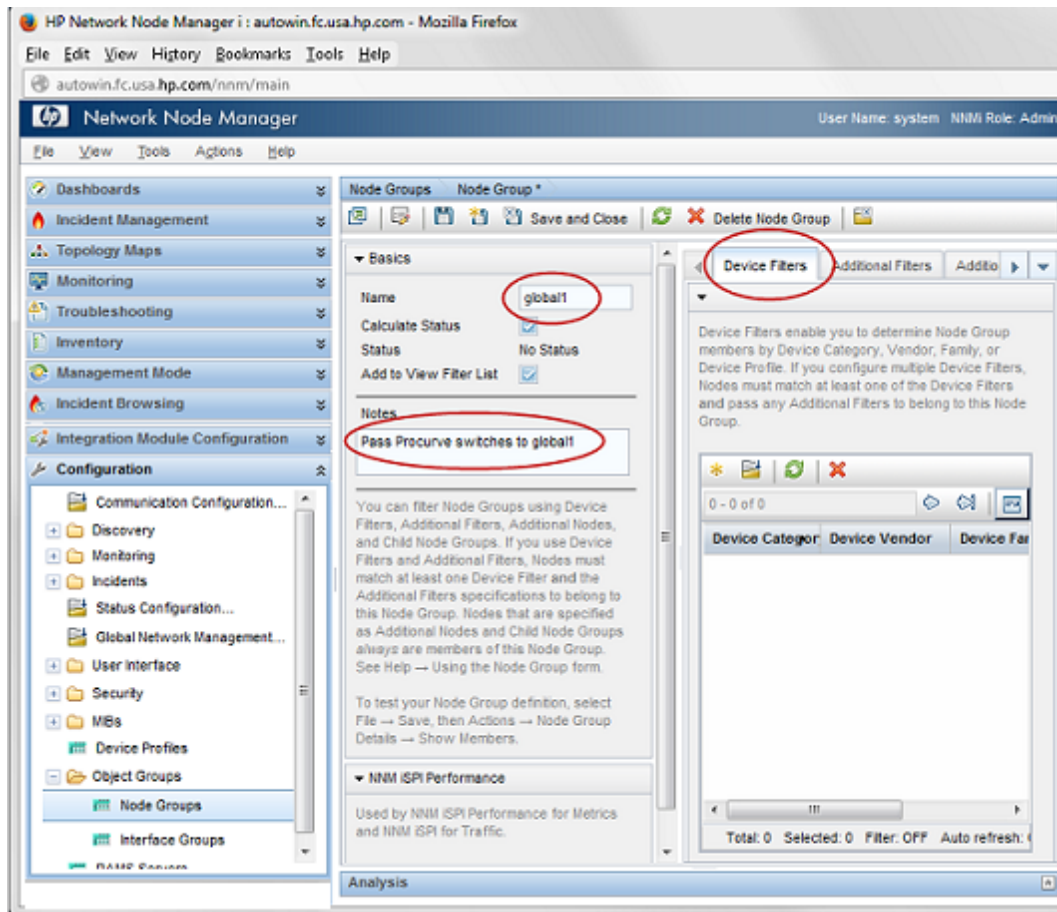 HP Network Node Manager i : autowin.fc.usa.hp.com - Mozilla Firefox
File Edit View History Bookmarks Tools Help
autowin.fc.usa.hp.com/nnm/main
hp Network Node Manager
User Name: system NNMi Role: Admin
File View Tools Actions Help
Dashboards
Incident Management
Topology Maps
Monitoring
Troubleshooting
Inventory
Management Mode
Incident Browsing
Integration Module Configuration
Configuration
Communication Configuration...
Discovery
Monitoring
Incidents
Status Configuration...
Global Network Management...
User Interface
Security
MIBs
Device Profiles
Object Groups
Node Groups
Interface Groups
RAMS Servers
Node Groups Node Group *
Save and Close Delete Node Group
Basics
Name global1
Calculate Status
Status No Status
Add to View Filter List
Notes
Pass Procurve switches to global1
You can filter Node Groups using Device
Filters, Additional Filters, Additional Nodes,
and Child Node Groups. If you use Device
Filters and Additional Filters, Nodes must
match at least one Device Filter and the
Additional Filters specifications to belong to
this Node Group. Nodes that are specified
as Additional Nodes and Child Node Groups
always are members of this Node Group.
See Help → Using the Node Group form.
To test your Node Group definition, select
File → Save, then Actions → Node Group
Details → Show Members.
NNM iSPI Performance
Used by NNM iSPI Performance for Metrics
and NNM iSPI for Traffic.
Device Filters Additional Filters Additio
Device Filters enable you to determine Node Group
members by Device Category, Vendor, Family, or
Device Profile. If you configure multiple Device Filters,
Nodes must match at least one of the Device Filters
and pass any Additional Filters to belong to this Node
Group.
0 - 0 of 0
Device Categor Device Vendor Device Far
Total: 0 Selected: 0 Filter: OFF Auto refresh:
Analysis